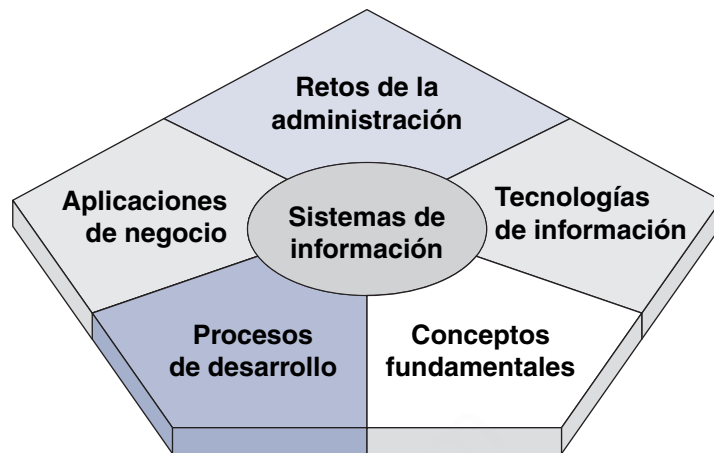 Retos de la
administración
Aplicaciones
de negocio
Sistemas de
información
Tecnologías
de información
Procesos
de desarrollo
Conceptos
fundamentales